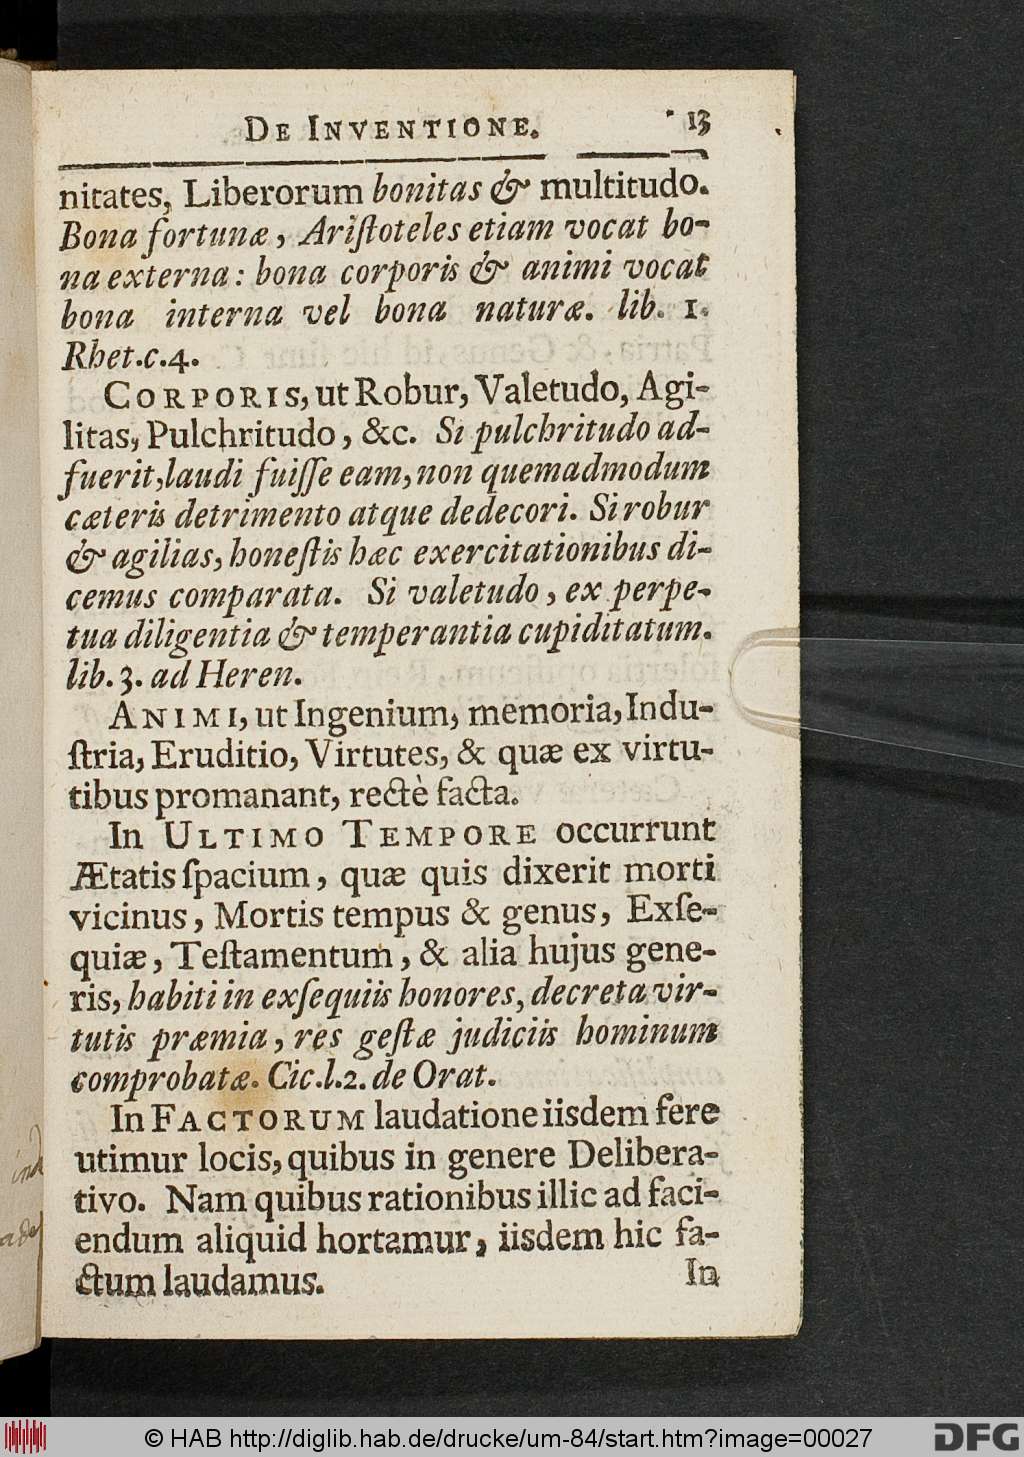 DE INVENTIONE. 13
nitates, Liberorum bonitas & multitudo.
Bona fortunæ, Ariſtoteles etiam vocat bo-
na externa: bona corporis & animi vocat
bona interna vel bona naturæ. lib. 1.
Rhet.c.4.
CORPORIS, ut Robur, Valetudo, Agi-
litas, Pulchritudo, &c. Si pulchritudo ad-
fuerit, laudi fuiſſe eam, non quemadmodum
cæteris detrimento atque dedecori. Si robur
& agilias, honeſtis hæc exercitationibus di-
cemus comparata. Si valetudo, ex perpe-
tua diligentia & temperantia cupiditatum.
lib. 3. ad Heren.
ANIMI, ut Ingenium, memoria, Indu-
ſtria, Eruditio, Virtutes, & quæ ex virtu-
tibus promanant, rectè facta.
In ULTIMO TEMPORE occurrunt
Ætatis ſpacium, quæ quis dixerit morti
vicinus, Mortis tempus & genus, Exſe-
quiæ, Teſtamentum, & alia hujus gene-
ris, habiti in exſequiis honores, decreta vir-
tutis præmia, res geſtæ judiciis hominum
comprobatæ. Cic.l.2. de Orat.
In FACTORUM laudatione iisdem fere
utimur locis, quibus in genere Delibera-
tivo. Nam quibus rationibus illic ad faci-
endum aliquid hortamur, iisdem hic fa-
ctum laudamus.
In
© HAB http://diglib.hab.de/drucke/um-84/start.htm?image=00027
DFG